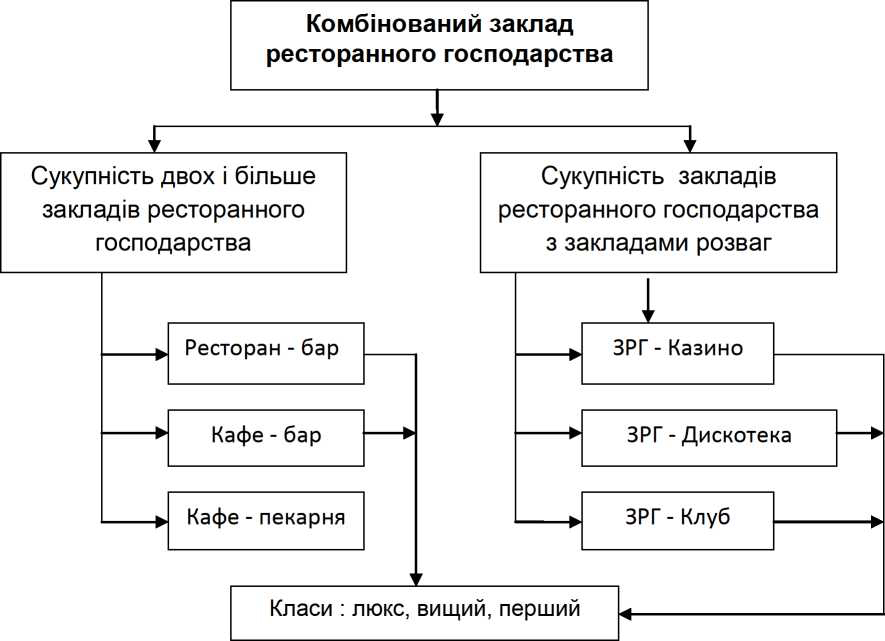 Комбінований заклад
ресторанного господарства
Сукупність двох і більше
закладів ресторанного
господарства
Сукупність закладів
ресторанного господарства
з закладами розваг
Ресторан - бар
Кафе - бар
Кафе - пекарня
ЗРГ - Казино
ЗРГ - Дискотека
ЗРГ - Клуб
Класи : люкс, вищий, перший